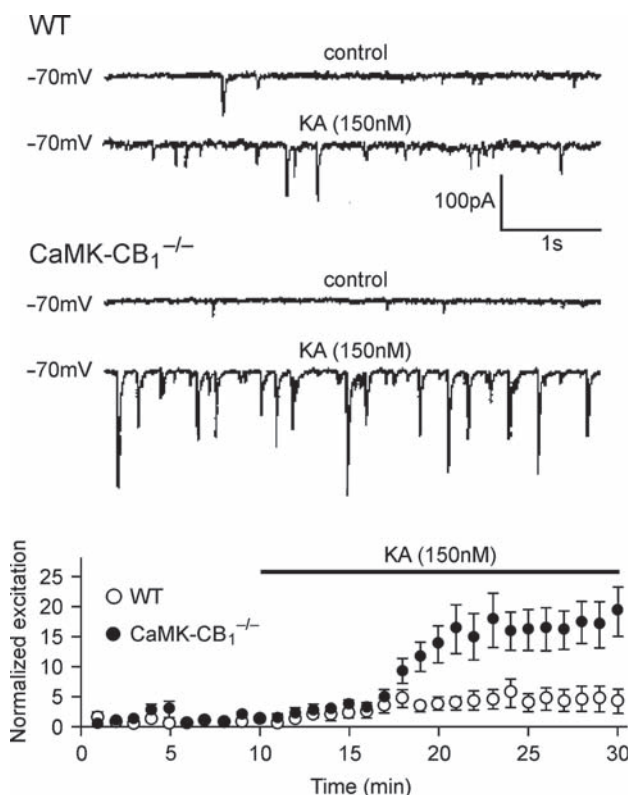 WT
control
–70mV
KA (150nM)
–70mV
100pA
1s
CaMK-CB₁⁻/⁻
control
–70mV
KA (150nM)
–70mV
KA (150nM)
Normalized excitation
25
20
15
10
5
0
WT
CaMK-CB₁⁻/⁻
0 5 10 15 20 25 30
Time (min)